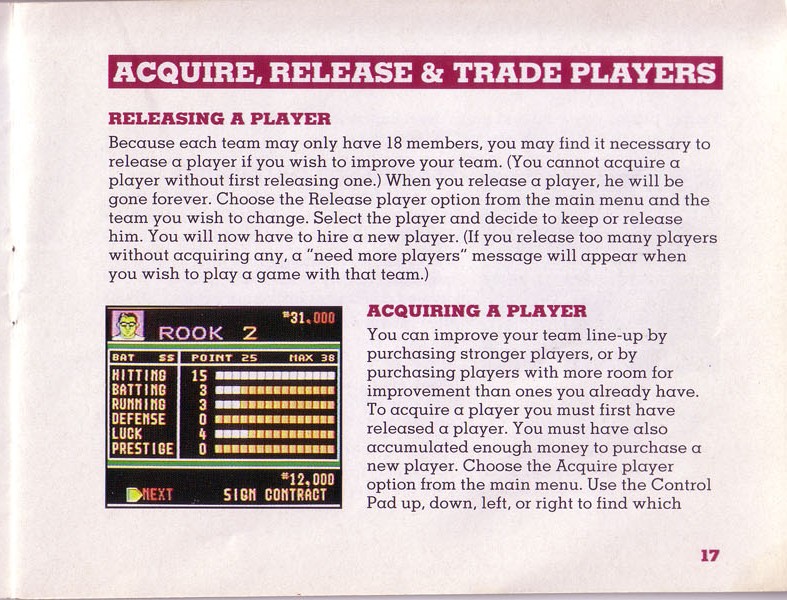 ACQUIRE, RELEASE & TRADE PLAYERS
RELEASING A PLAYER
Because each team may only have 18 members, you may find it necessary to
release a player if you wish to improve your team. (You cannot acquire a
player without first releasing one.) When you release a player, he will be
gone forever. Choose the Release player option from the main menu and the
team you wish to change. Select the player and decide to keep or release
him. You will now have to hire a new player. (If you release too many players
without acquiring any, a "need more players" message will appear when
you wish to play a game with that team.)
$31,000
ROOK 2
BAT SS POINT 25 MAX 38
HITTING 15
BATTING 3
RUNNING 3
DEFENSE 0
LUCK 4
PRESTIGE 0
$12,000
NEXT SIGN CONTRACT
ACQUIRING A PLAYER
You can improve your team line-up by
purchasing stronger players, or by
purchasing players with more room for
improvement than ones you already have.
To acquire a player you must first have
released a player. You must have also
accumulated enough money to purchase a
new player. Choose the Acquire player
option from the main menu. Use the Control
Pad up, down, left, or right to find which
17